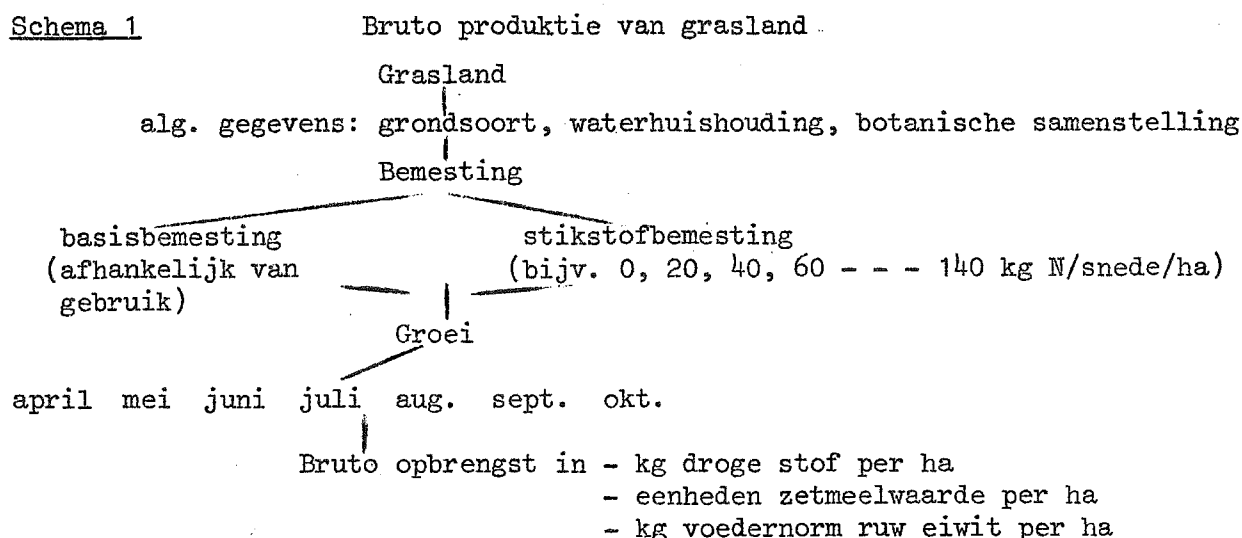 Schema 1 Bruto produktie van grasland
Grasland
alg. gegevens: grondsoort, waterhuishouding, botanische samenstelling
Bemesting
basisbemesting stikstofbemesting
(afhankelijk van (bijv. 0, 20, 40, 60 - - - 140 kg N/snede/ha)
gebruik)
Groei
april mei juni juli aug. sept. okt.
Bruto opbrengst in - kg droge stof per ha
- eenheden zetmeelwaarde per ha
- kg voedernorm ruw eiwit per ha